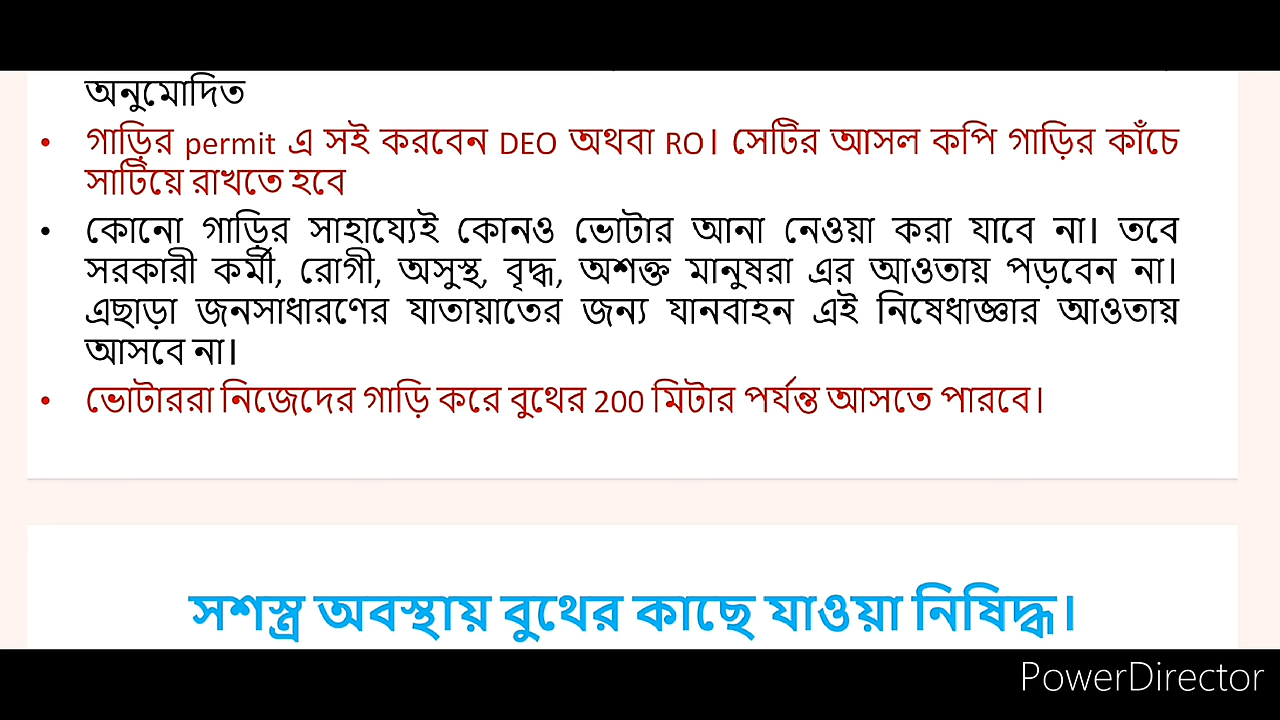 অনুমোদিত
• গাড়ির permit এ সই করবেন DEO অথবা RO। সেটির আসল কপি গাড়ির কাঁচে
সাটিয়ে রাখতে হবে
• কোনো গাড়ির সাহায্যেই কোনও ভোটার আনা নেওয়া করা যাবে না। তবে
সরকারী কর্মী, রোগী, অসুস্থ, বৃদ্ধ, অশক্ত মানুষরা এর আওতায় পড়বেন না।
এছাড়া জনসাধারণের যাতায়াতের জন্য যানবাহন এই নিষেধাজ্ঞার আওতায়
আসবে না।
• ভোটাররা নিজেদের গাড়ি করে বুথের 200 মিটার পর্যন্ত আসতে পারবে।
সশস্ত্র অবস্থায় বুথের কাছে যাওয়া নিষিদ্ধ।
PowerDirector